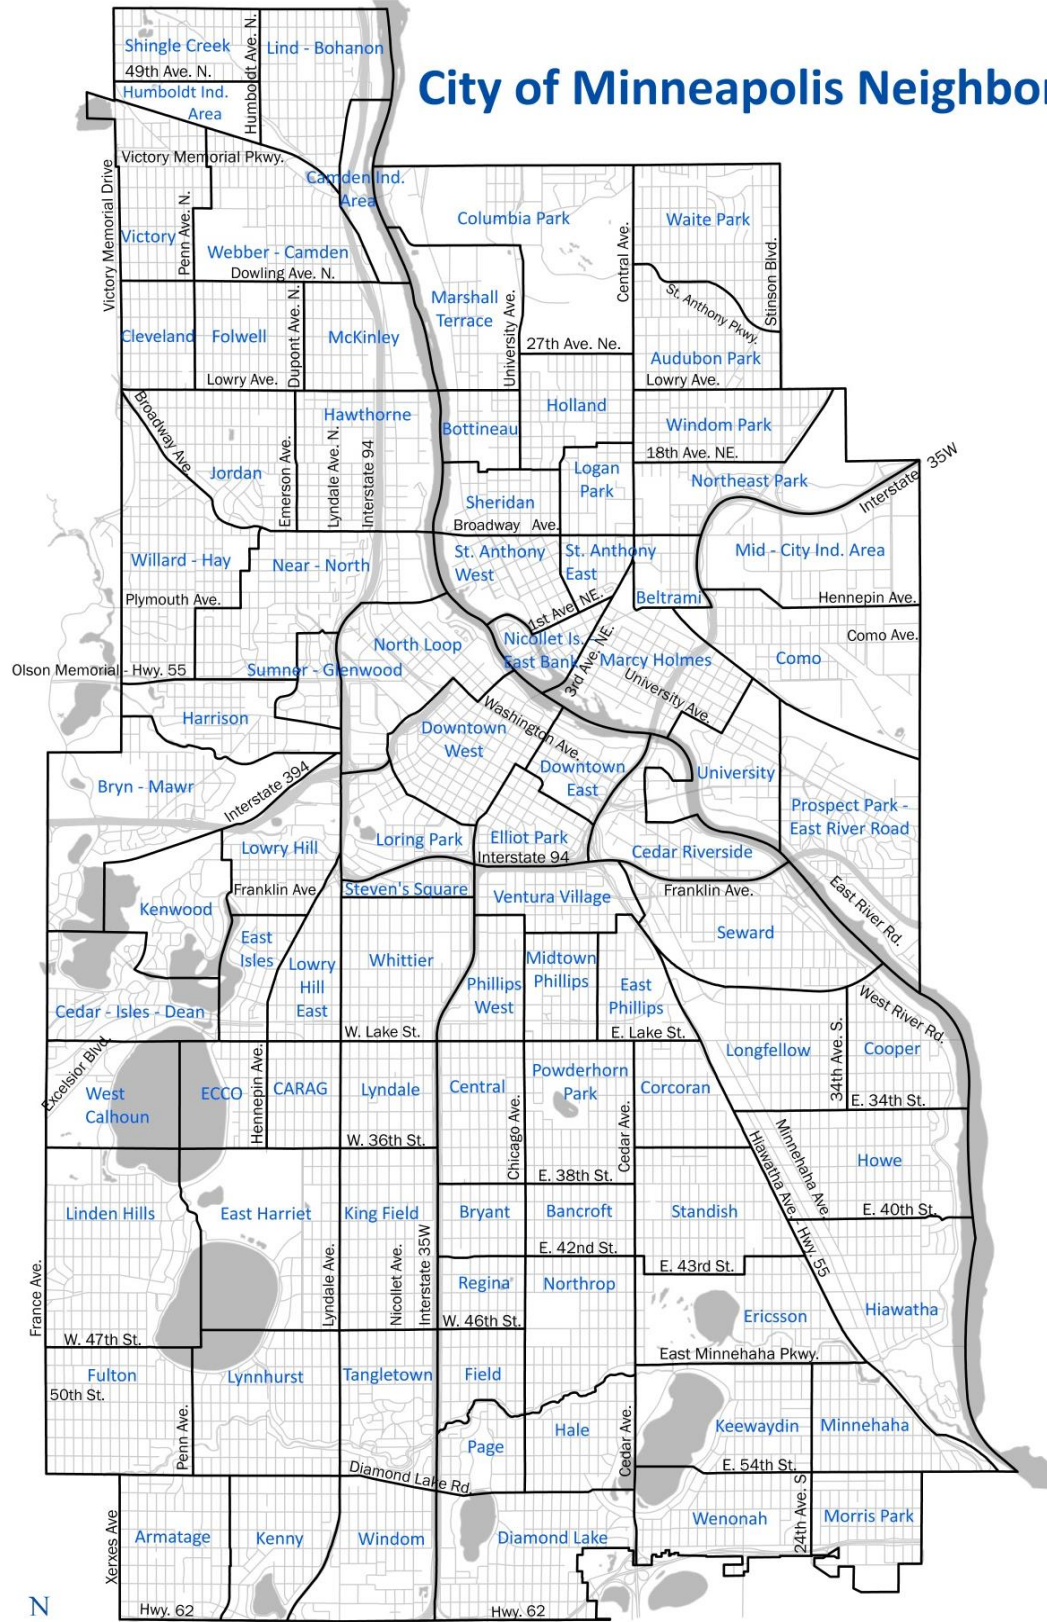 City of Minneapolis Neighbor
Shingle Creek
Lind - Bohanon
49th Ave. N.
Humboldt Ave. N.
Humboldt Ind.
Area
Victory Memorial Pkwy.
Camden Ind.
Area
Victory Memorial Drive
Penn Ave. N.
Victory
Webber - Camden
Dowling Ave. N.
Columbia Park
Waite Park
Central Ave.
Stinson Blvd.
St. Anthony Pkwy.
Marshall
Terrace
University Ave.
27th Ave. Ne.
Cleveland
Folwell
Dupont Ave. N.
McKinley
Audubon Park
Lowry Ave.
Lowry Ave.
Broadway Ave
Hawthorne
Holland
Bottineau
Windom Park
18th Ave. NE.
Jordan
Emerson Ave.
Lyndale Ave. N.
Interstate 94
Logan
Park
Northeast Park
Interstate 35W
Sheridan
Broadway Ave.
Willard - Hay
Near - North
St. Anthony
West
St. Anthony
East
Mid - City Ind. Area
Plymouth Ave.
Beltrami
Hennepin Ave.
1st Ave. NE.
Como Ave.
North Loop
Nicollet Is.
East Bank
3rd Ave. NE.
Marcy Holmes
Como
Olson Memorial - Hwy. 55
Sumner - Glenwood
University Ave.
Harrison
Washington Ave.
Downtown
West
Downtown
East
University
Bryn - Mawr
Interstate 394
Prospect Park -
East River Road
Lowry Hill
Loring Park
Elliot Park
Interstate 94
Cedar Riverside
Franklin Ave.
Steven's Square
Ventura Village
Franklin Ave.
East River Rd.
Kenwood
East
Isles
Lowry
Hill
East
Whittier
Phillips
West
Midtown
Phillips
East
Phillips
Seward
Cedar - Isles - Dean
W. Lake St.
E. Lake St.
West River Rd.
Excelsior Blvd.
Longfellow
34th Ave. S.
Cooper
West
Calhoun
ECCO
Hennepin Ave.
CARAG
Lyndale
Central
Powderhorn
Park
Corcoran
E. 34th St.
W. 36th St.
Chicago Ave.
Cedar Ave.
Hiawatha Ave. - Hwy. 55
Minnehaha Ave.
Howe
E. 38th St.
Linden Hills
East Harriet
King Field
Bryant
Bancroft
Standish
E. 40th St.
E. 42nd St.
E. 43rd St.
France Ave.
Lyndale Ave.
Nicollet Ave.
Interstate 35W
Regina
Northrop
Ericsson
Hiawatha
W. 46th St.
W. 47th St.
East Minnehaha Pkwy.
Fulton
50th St.
Lynnhurst
Tangletown
Field
Penn Ave.
Page
Hale
Cedar Ave.
Keewaydin
Minnehaha
E. 54th St.
Diamond Lake Rd.
Xerxes Ave
Armatage
Kenny
Windom
Diamond Lake
Wenonah
24th Ave. S
Morris Park
N
Hwy. 62
Hwy. 62